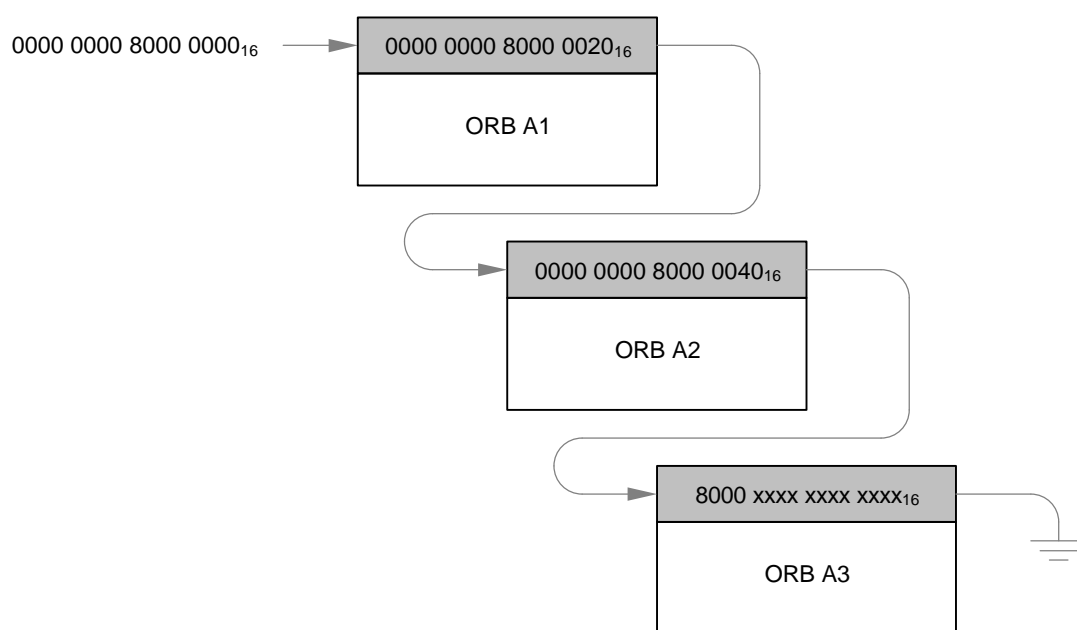 0000 0000 8000 0000₁₆
0000 0000 8000 0020₁₆
ORB A1
0000 0000 8000 0040₁₆
ORB A2
8000 xxxx xxxx xxxx₁₆
ORB A3